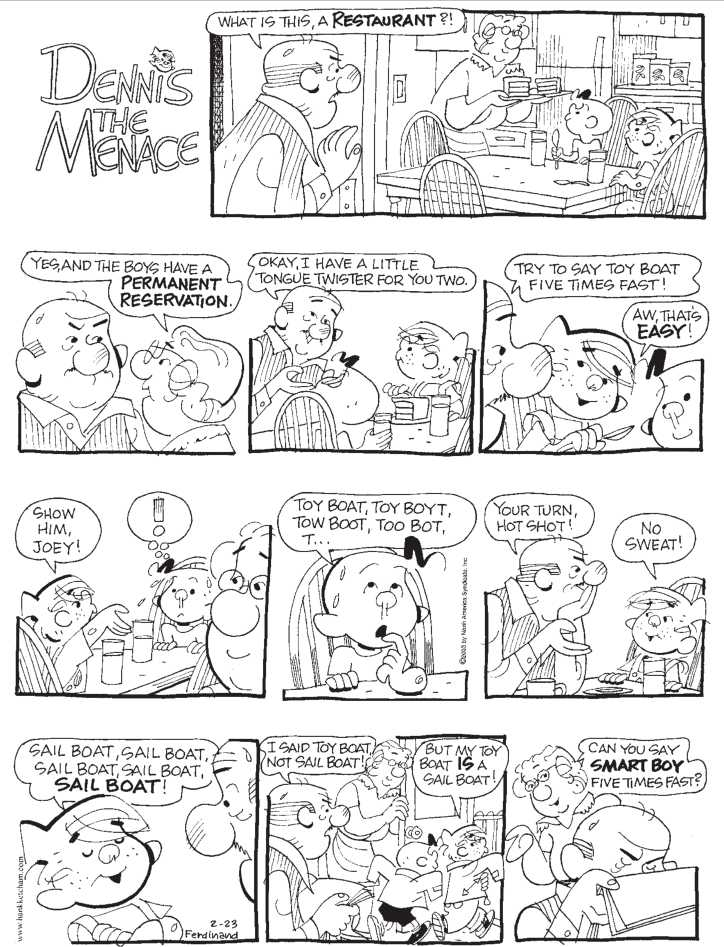 DENNIS
THE
MENACE
WHAT IS THIS, A RESTAURANT?!
YES, AND THE BOYS HAVE A
PERMANENT
RESERVATION.
OKAY, I HAVE A LITTLE
TONGUE TWISTER FOR YOU TWO.
TRY TO SAY TOY BOAT
FIVE TIMES FAST!
AW, THAT'S
EASY!
SHOW
HIM,
JOEY!
!
TOY BOAT, TOY BOYT,
TOW BOOT, TOO BOT,
T...
©2003 by North America Syndicate, Inc
YOUR TURN,
HOT SHOT!
NO
SWEAT!
SAIL BOAT, SAIL BOAT,
SAIL BOAT, SAIL BOAT,
SAIL BOAT!
www.hankketcham.com
2-23
Ferdinand
I SAID TOY BOAT,
NOT SAIL BOAT!
BUT MY TOY
BOAT IS A
SAIL BOAT!
CAN YOU SAY
SMART BOY
FIVE TIMES FAST?